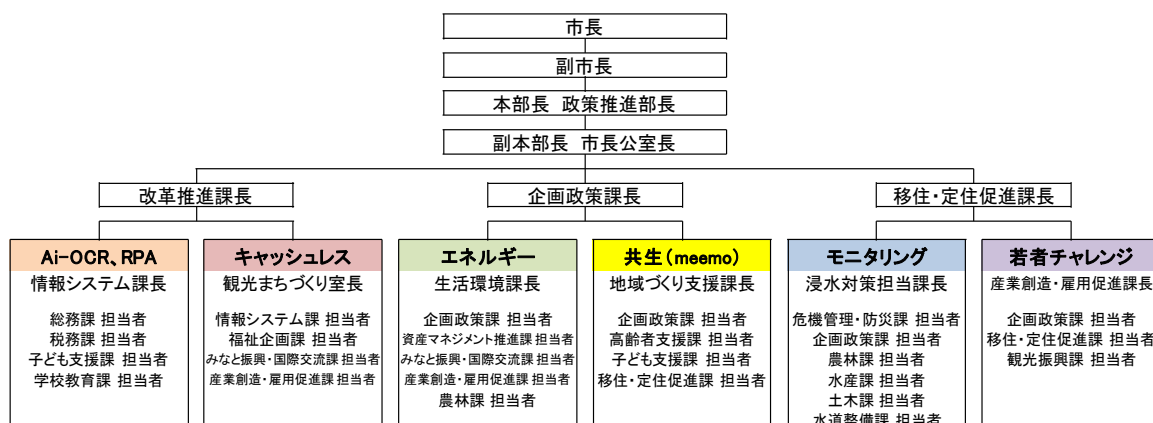 市長
副市長
本部長 政策推進部長
副本部長 市長公室長
改革推進課長
企画政策課長
移住・定住促進課長
Ai-OCR、RPA
情報システム課長
総務課 担当者
税務課 担当者
子ども支援課 担当者
学校教育課 担当者
キャッシュレス
観光まちづくり室長
情報システム課 担当者
福祉企画課 担当者
みなと振興・国際交流課 担当者
産業創造・雇用促進課 担当者
エネルギー
生活環境課長
企画政策課 担当者
資産マネジメント推進課 担当者
みなと振興・国際交流課 担当者
産業創造・雇用促進課 担当者
農林課 担当者
共生(meemo)
地域づくり支援課長
企画政策課 担当者
高齢者支援課 担当者
子ども支援課 担当者
移住・定住促進課 担当者
モニタリング
浸水対策担当課長
危機管理・防災課 担当者
企画政策課 担当者
農林課 担当者
水産課 担当者
土木課 担当者
水道整備課 担当者
若者チャレンジ
産業創造・雇用促進課長
企画政策課 担当者
移住・定住促進課 担当者
観光振興課 担当者